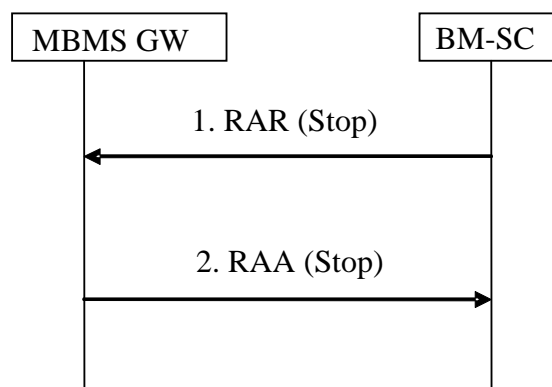 MBMS GW
BM-SC
1. RAR (Stop)
2. RAA (Stop)